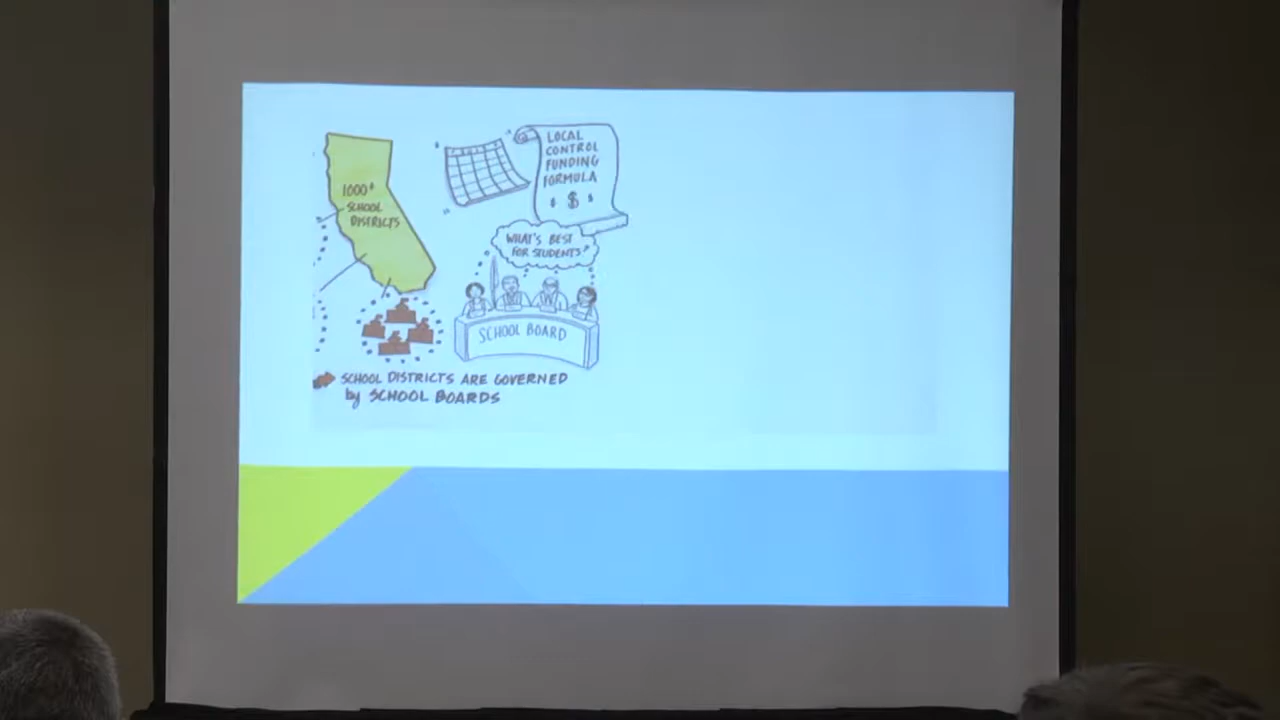 1000+
SCHOOL
DISTRICTS
LOCAL
CONTROL
FUNDING
FORMULA
$ $ $
WHAT'S BEST
FOR STUDENTS?
SCHOOL BOARD
SCHOOL DISTRICTS ARE GOVERNED
by SCHOOL BOARDS